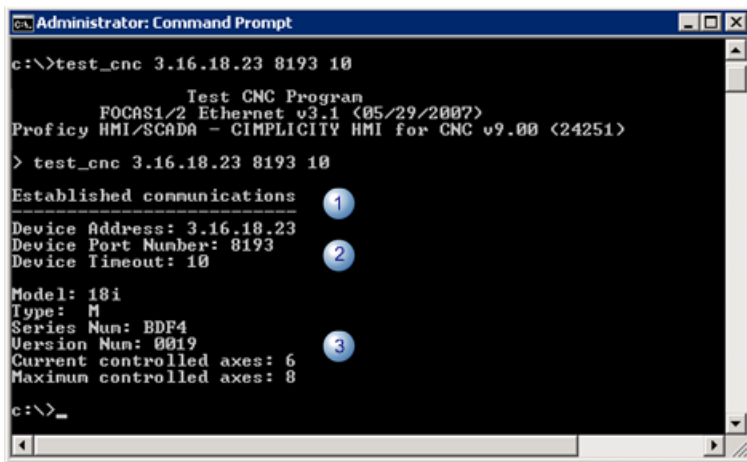 Administrator: Command Prompt
c:\>test_cnc 3.16.18.23 8193 10
Test CNC Program
FOCAS1/2 Ethernet v3.1 (05/29/2007)
Proficy HMI/SCADA - CIMPLICITY HMI for CNC v9.00 (24251)
> test_cnc 3.16.18.23 8193 10
Established communications
1
---------------------------
Device Address: 3.16.18.23
Device Port Number: 8193
2
Device Timeout: 10
Model: 18i
Type: M
Series Num: BDF4
Version Num: 0019
3
Current controlled axes: 6
Maximum controlled axes: 8
c:\>_